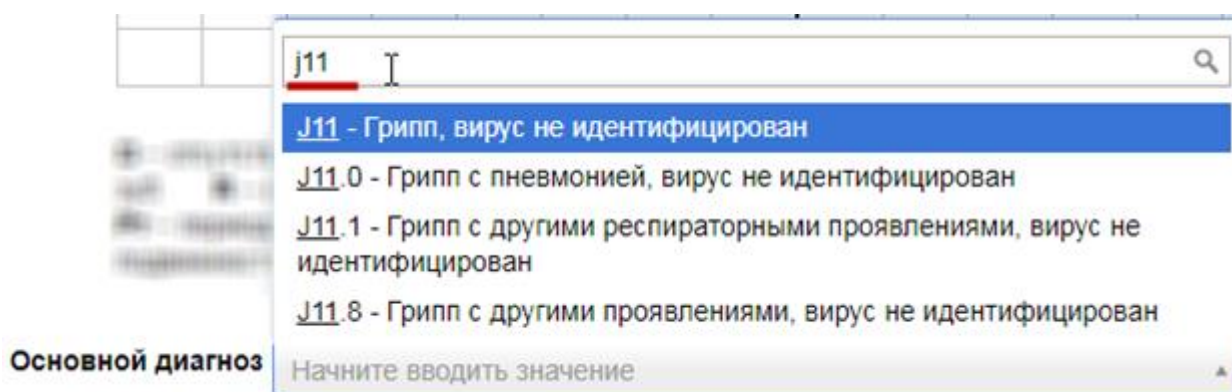 j11
J11 - Грипп, вирус не идентифицирован
J11.0 - Грипп с пневмонией, вирус не идентифицирован
J11.1 - Грипп с другими респираторными проявлениями, вирус не
идентифицирован
J11.8 - Грипп с другими проявлениями, вирус не идентифицирован
Основной диагноз Начните вводить значение